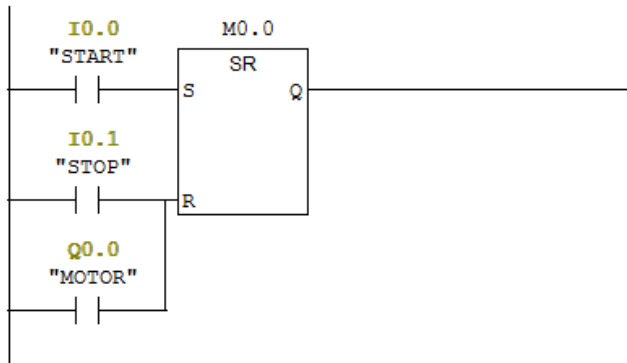 I0.0 M0.0
"START" SR
S Q
I0.1
"STOP"
R
Q0.0
"MOTOR"